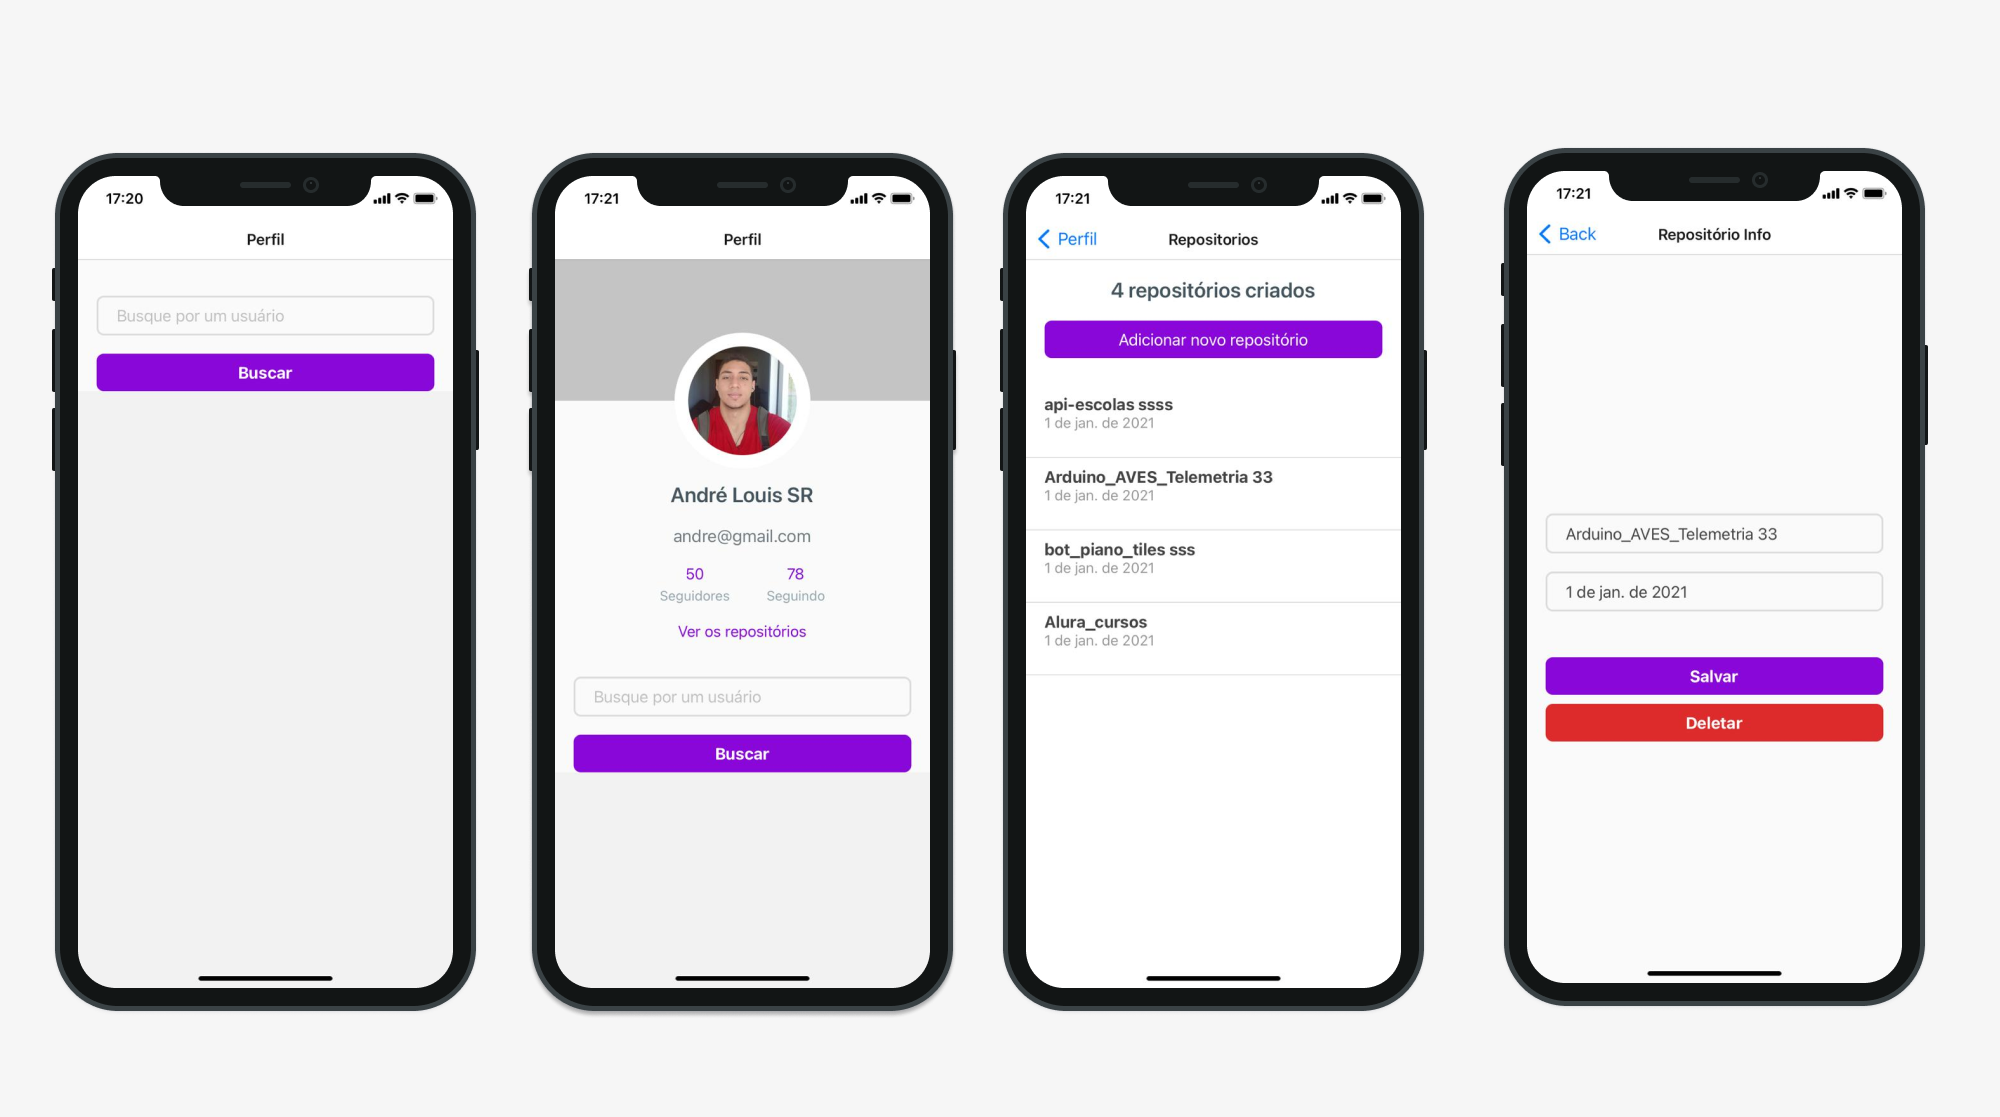 17:20
Perfil
Busque por um usuário
Buscar
17:21
Perfil
André Louis SR
andre@gmail.com
50 78
Seguidores Seguindo
Ver os repositórios
Busque por um usuário
Buscar
17:21
Perfil Repositorios
4 repositórios criados
Adicionar novo repositório
api-escolas ssss
1 de jan. de 2021
Arduino_AVES_Telemetria 33
1 de jan. de 2021
bot_piano_tiles sss
1 de jan. de 2021
Alura_cursos
1 de jan. de 2021
17:21
Back Repositório Info
Arduino_AVES_Telemetria 33
1 de jan. de 2021
Salvar
Deletar